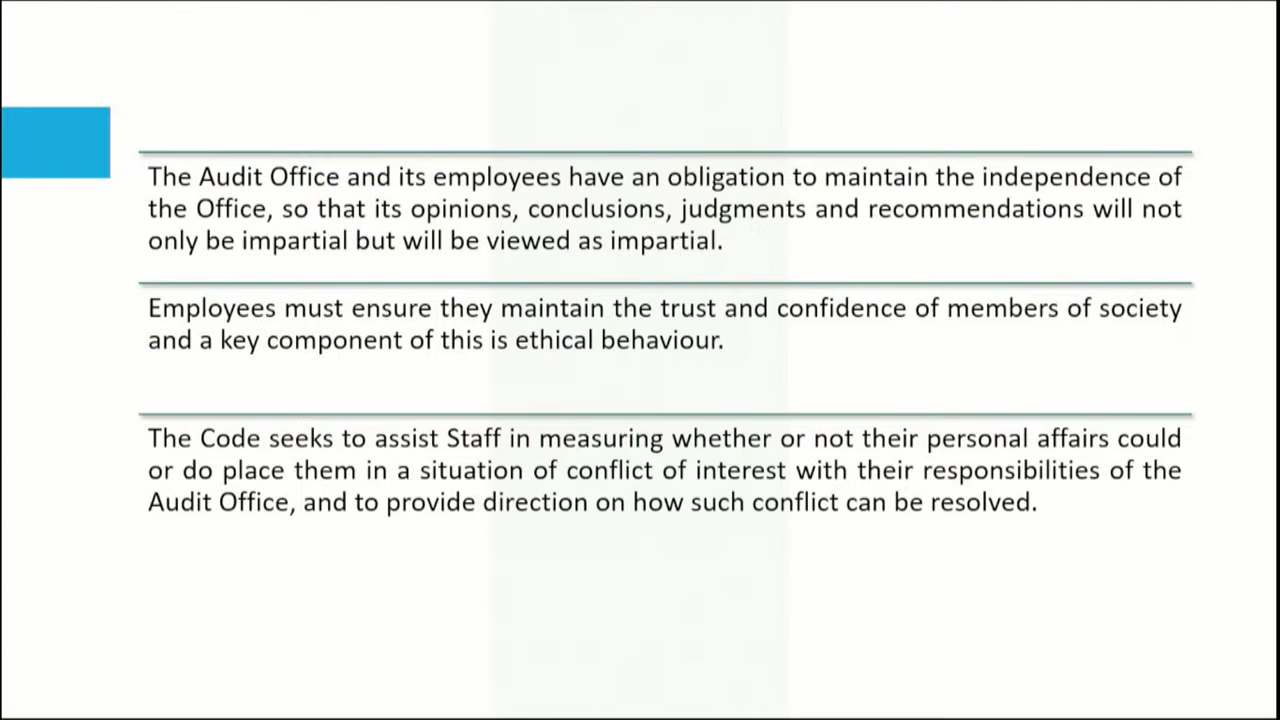 The Audit Office and its employees have an obligation to maintain the independence of
the Office, so that its opinions, conclusions, judgments and recommendations will not
only be impartial but will be viewed as impartial.
Employees must ensure they maintain the trust and confidence of members of society
and a key component of this is ethical behaviour.
The Code seeks to assist Staff in measuring whether or not their personal affairs could
or do place them in a situation of conflict of interest with their responsibilities of the
Audit Office, and to provide direction on how such conflict can be resolved.